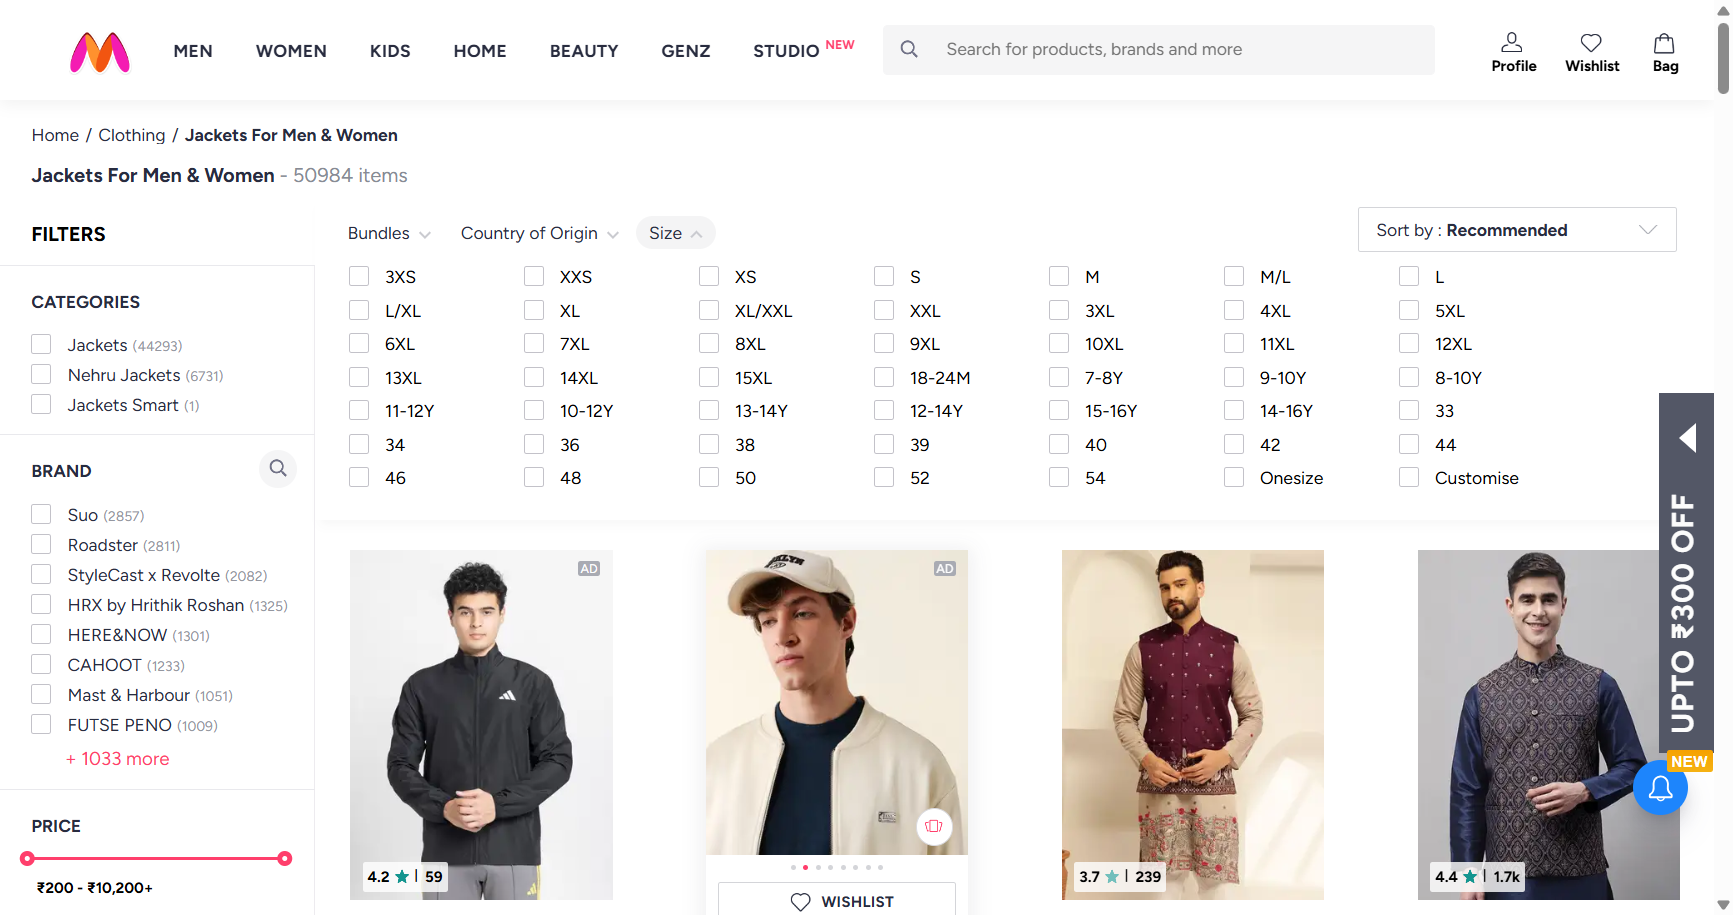 MEN WOMEN KIDS HOME BEAUTY GENZ STUDIO NEW Search for products, brands and more Profile Wishlist Bag
Home / Clothing / Jackets For Men & Women
Jackets For Men & Women - 50984 items
FILTERS Bundles Country of Origin Size Sort by : Recommended
3XS XXS XS S M M/L L
L/XL XL XL/XXL XXL 3XL 4XL 5XL
6XL 7XL 8XL 9XL 10XL 11XL 12XL
13XL 14XL 15XL 18-24M 7-8Y 9-10Y 8-10Y
11-12Y 10-12Y 13-14Y 12-14Y 15-16Y 14-16Y 33
34 36 38 39 40 42 44
46 48 50 52 54 Onesize Customise
CATEGORIES
Jackets (44293)
Nehru Jackets (6731)
Jackets Smart (1)
BRAND
Suo (2857)
Roadster (2811)
StyleCast x Revolte (2082)
HRX by Hrithik Roshan (1325)
HERE&NOW (1301)
CAHOOT (1233)
Mast & Harbour (1051)
FUTSE PENO (1009)
+ 1033 more
PRICE
₹200 - ₹10,200+
AD
4.2 | 59
AD
WISHLIST
3.7 | 239
4.4 | 1.7k
UPTO ₹300 OFF
NEW